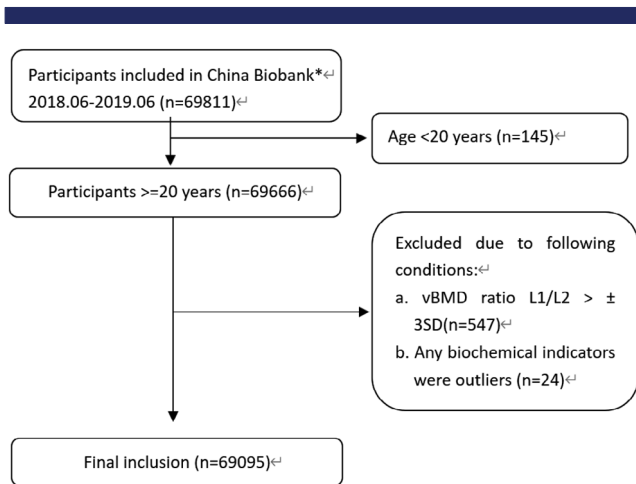 Participants included in China Biobank*↵
2018.06-2019.06 (n=69811)↵
Age <20 years (n=145)↵
Participants >=20 years (n=69666)↵
Excluded due to following
conditions:↵
a. vBMD ratio L1/L2 > ±
3SD(n=547)↵
b. Any biochemical indicators
were outliers (n=24)↵
Final inclusion (n=69095)↵